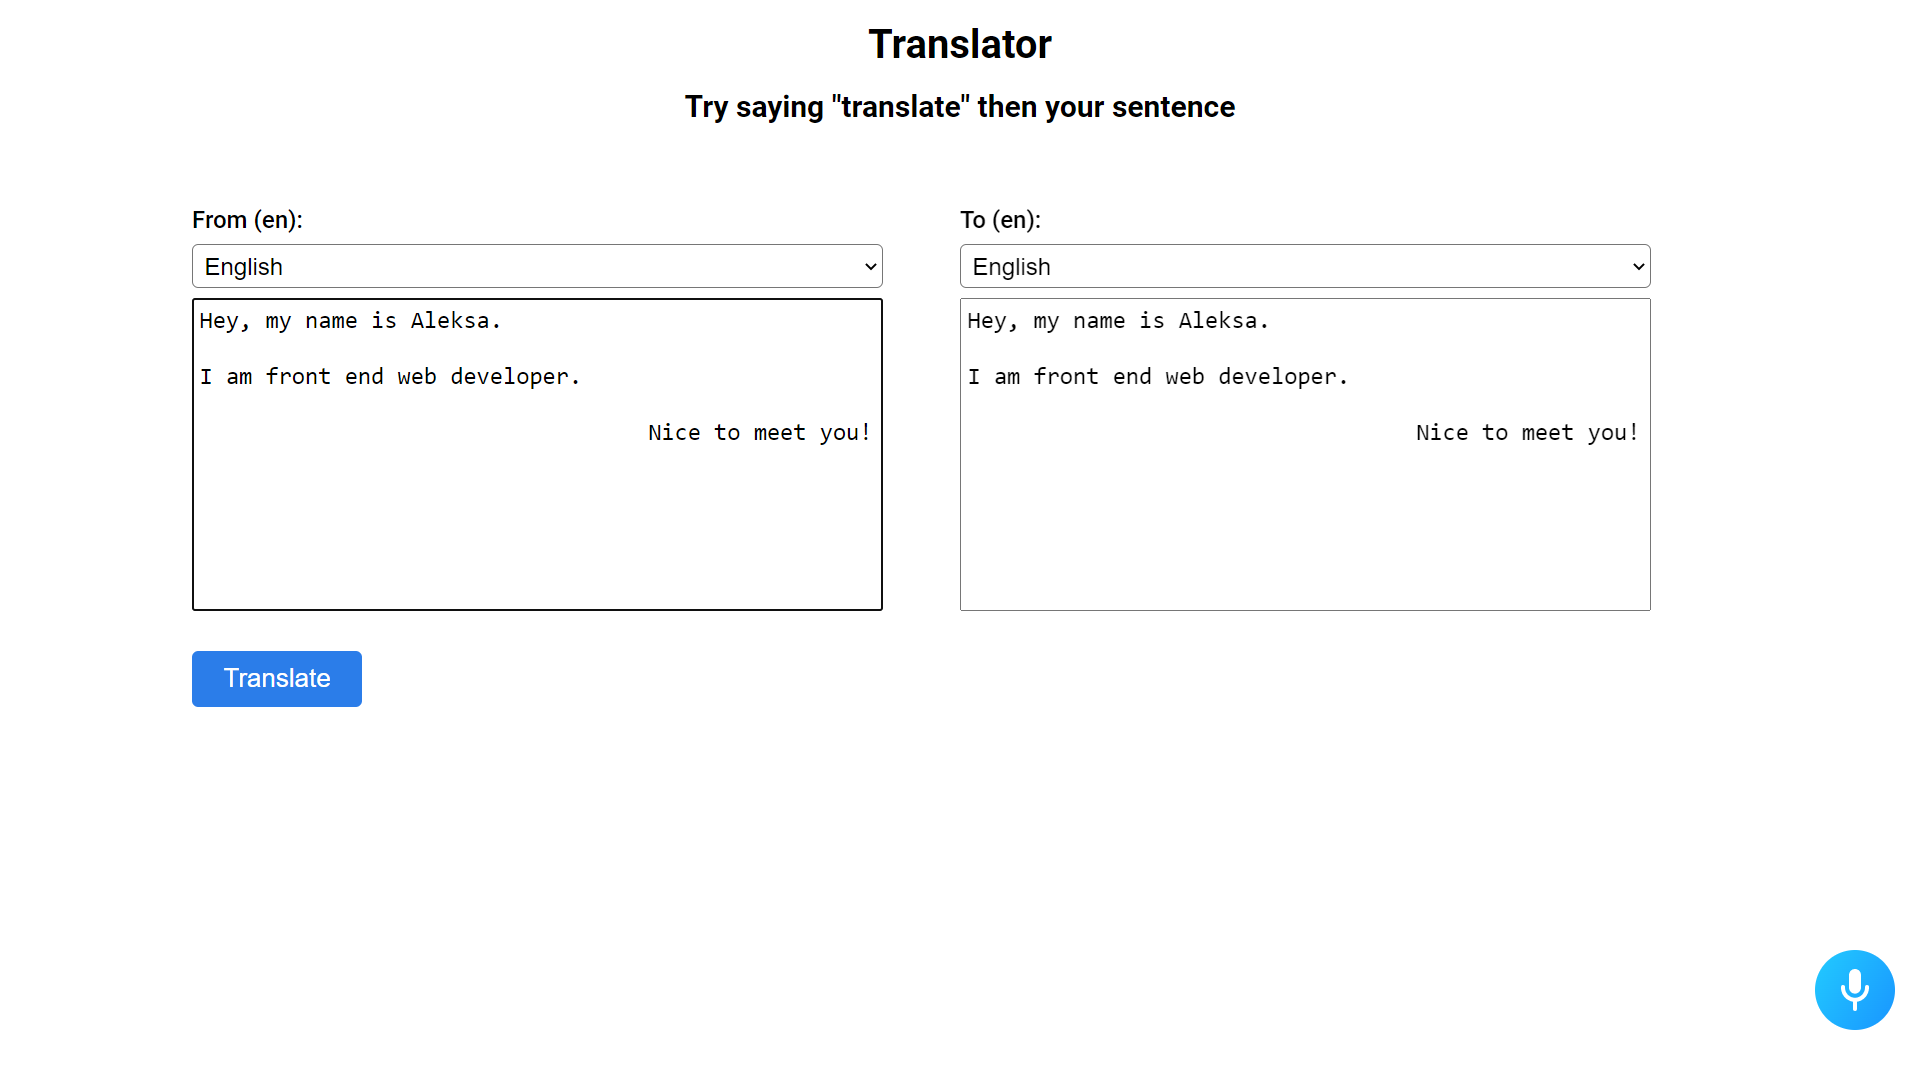 Translator
Try saying "translate" then your sentence
From (en):
English
Hey, my name is Aleksa.
I am front end web developer.
Nice to meet you!
To (en):
English
Hey, my name is Aleksa.
I am front end web developer.
Nice to meet you!
Translate